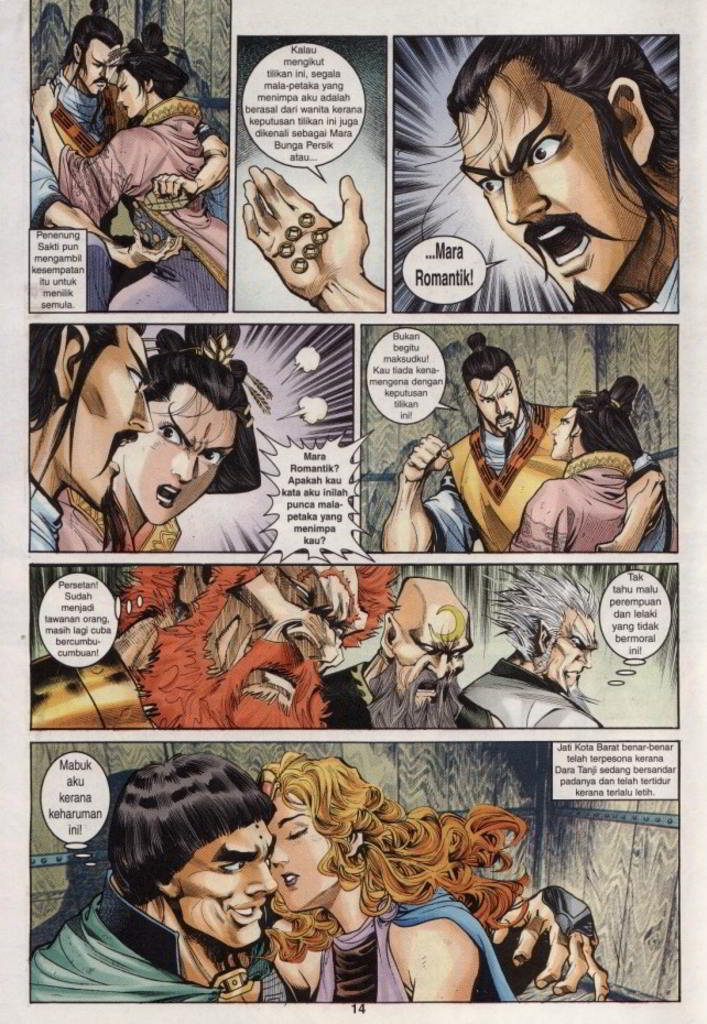 Penenung
Sakti pun
mengambil
kesempatan
itu untuk
menilik
semula.
Kalau
mengikut
tilikan ini, segala
mala-petaka yang
menimpa aku adalah
berasal dari wanita kerana
keputusan tilikan ini juga
dikenali sebagai Mara
Bunga Persik
atau...
...Mara
Romantik!
Mara
Romantik?
Apakah kau
kata aku inilah
punca mala-
petaka yang
menimpa
kau?
Bukan
begitu
maksudku!
Kau tiada kena-
mengena dengan
keputusan
tilikan
ini!
Persetan!
Sudah
menjadi
tawanan orang,
masih lagi cuba
bercumbu-
cumbuan!
Tak
tahu malu
perempuan
dan lelaki
yang tidak
bermoral
ini!
Mabuk
aku
kerana
keharuman
ini!
Jati Kota Barat benar-benar
telah terpesona kerana
Dara Tanji sedang bersandar
padanya dan telah tertidur
kerana terlalu letih.
14